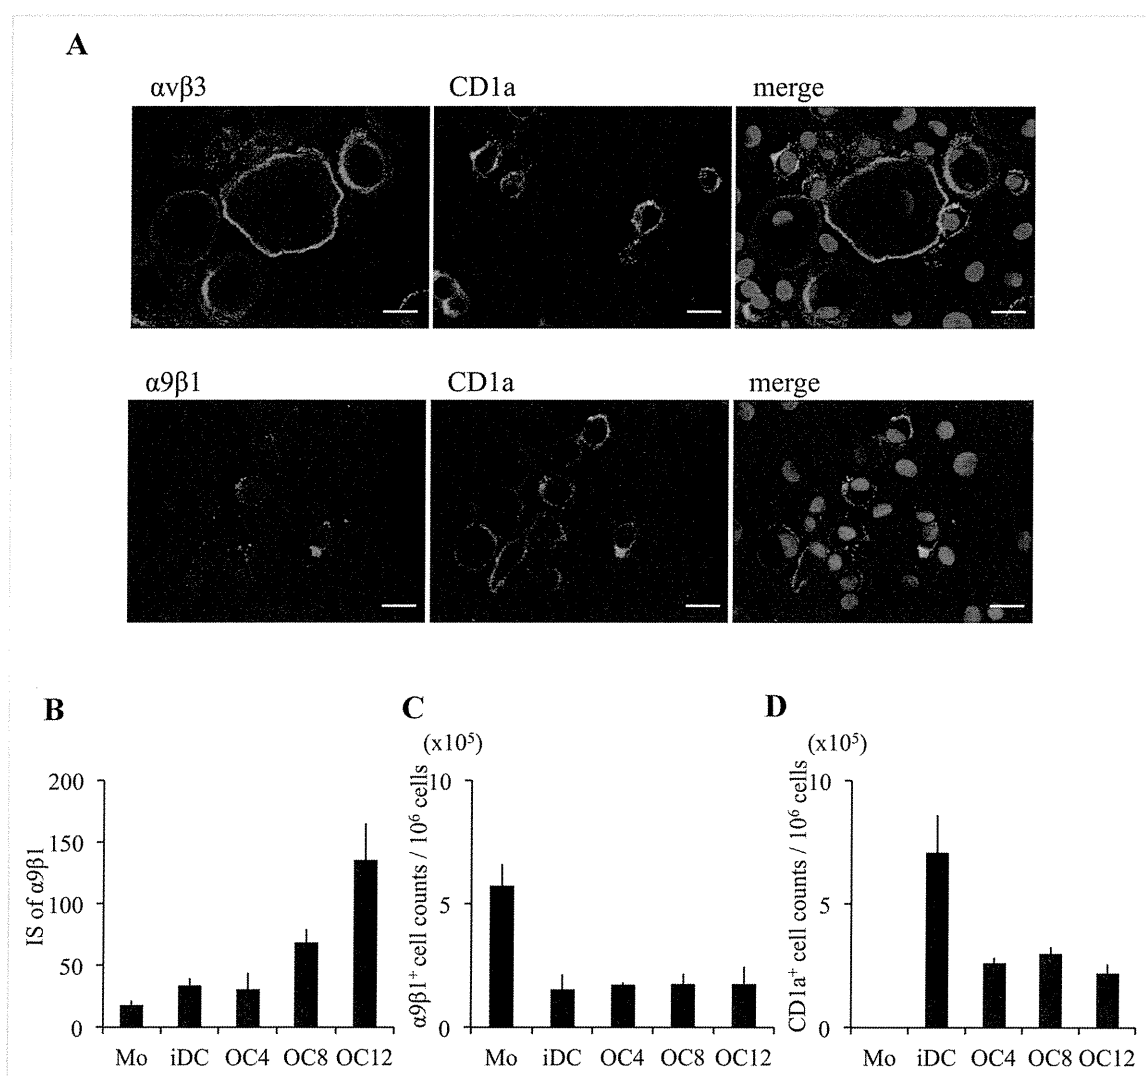 A
αvβ3 CD1a merge
α9β1 CD1a merge
B C D
(x10⁵) (x10⁵)
IS of α9β1
200
150
100
50
0
Mo iDC OC4 OC8 OC12
α9β1⁺ cell counts / 10⁶ cells
10
5
0
Mo iDC OC4 OC8 OC12
CD1a⁺ cell counts / 10⁶ cells
10
5
0
Mo iDC OC4 OC8 OC12